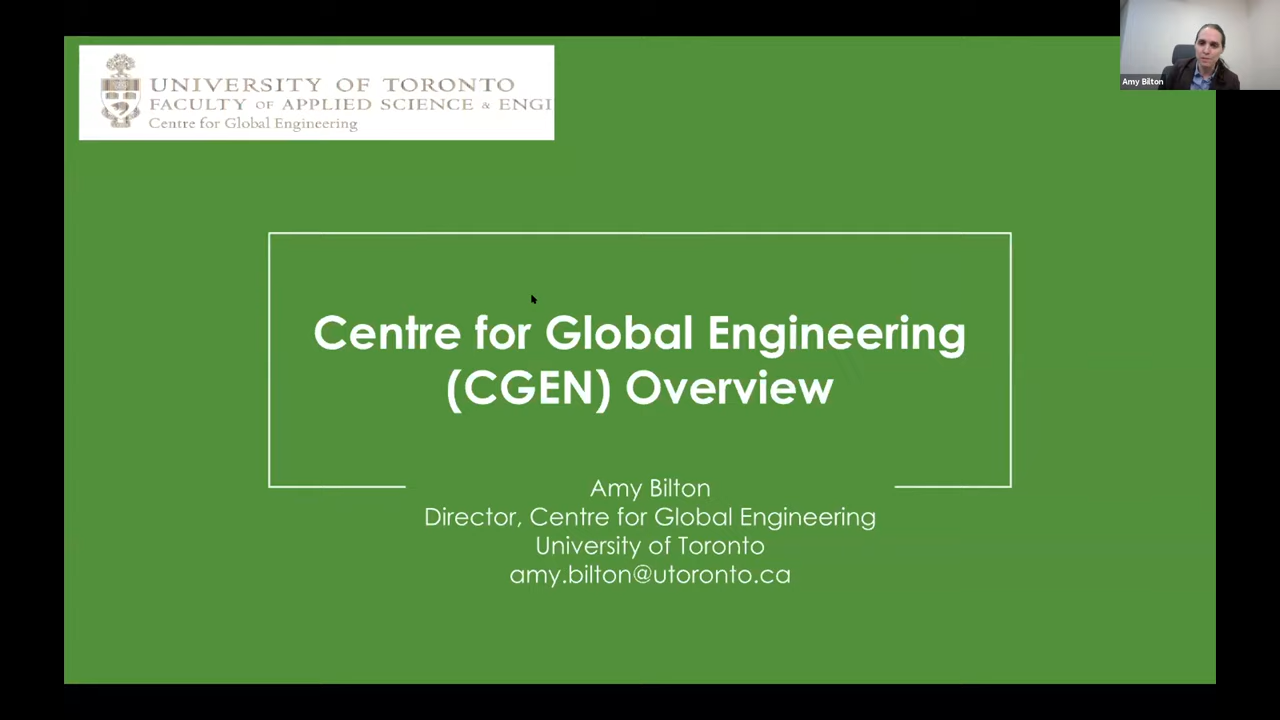 UNIVERSITY OF TORONTO
FACULTY OF APPLIED SCIENCE & ENGI
Centre for Global Engineering
Amy Bilton
Centre for Global Engineering
(CGEN) Overview
Amy Bilton
Director, Centre for Global Engineering
University of Toronto
amy.bilton@utoronto.ca